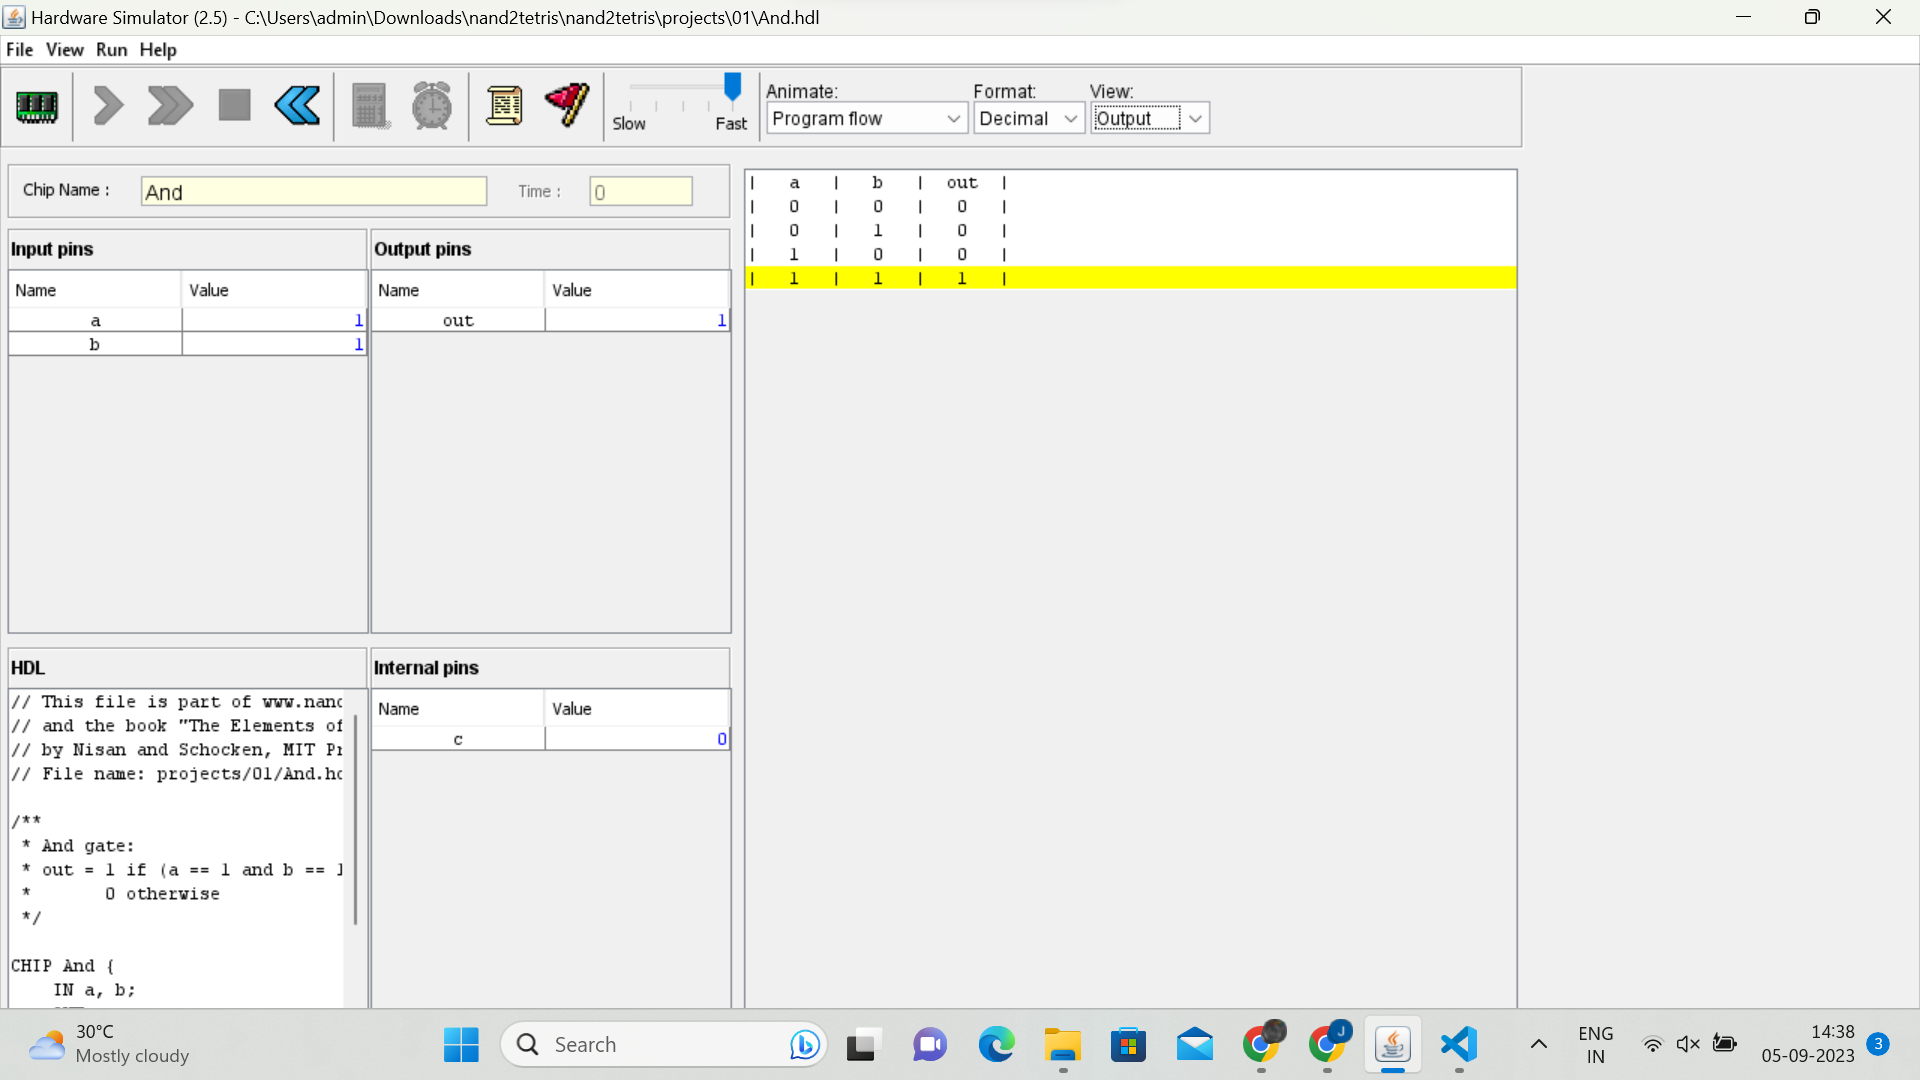 Hardware Simulator (2.5) - C:\Users\admin\Downloads\nand2tetris\nand2tetris\projects\01\And.hdl
File View Run Help
Slow Fast
Animate: Format: View:
Program flow Decimal Output
Chip Name : And Time : 0
Input pins
Name Value
a 1
b 1
Output pins
Name Value
out 1
| a | b | out |
| 0 | 0 | 0 |
| 0 | 1 | 0 |
| 1 | 0 | 0 |
| 1 | 1 | 1 |
HDL
// This file is part of www.nand
// and the book "The Elements of
// by Nisan and Schocken, MIT Pr
// File name: projects/01/And.hd
/**
* And gate:
* out = 1 if (a == 1 and b == 1
* 0 otherwise
*/
CHIP And {
IN a, b;
Internal pins
Name Value
c 0
30°C
Mostly cloudy
Search
J
ENG
IN
14:38
05-09-2023
3